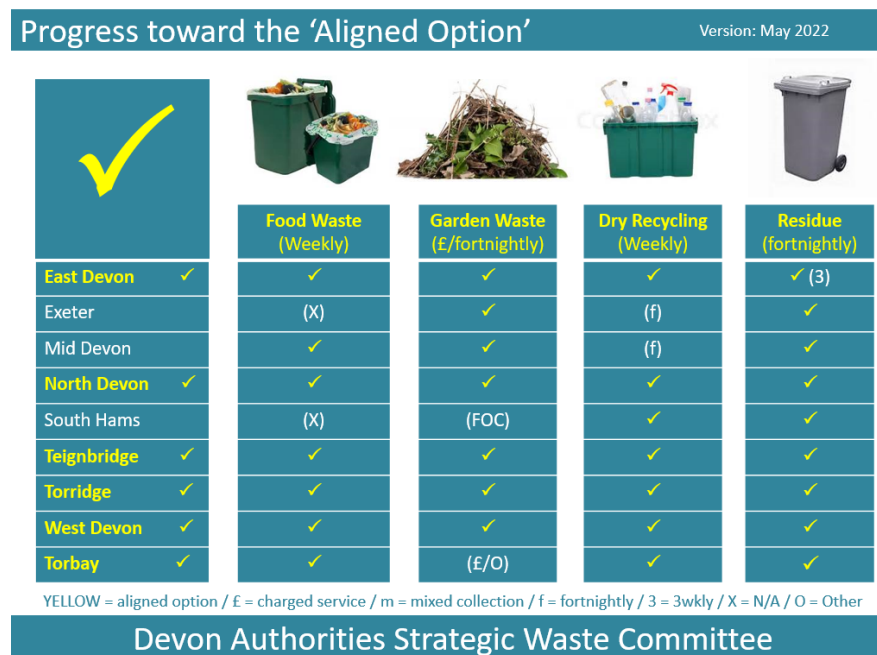 Progress toward the ‘Aligned Option’ Version: May 2022
Food Waste Garden Waste Dry Recycling Residue
(Weekly) (£/fortnightly) (Weekly) (fortnightly)
East Devon ✓ ✓ ✓ ✓ ✓ (3)
Exeter (X) ✓ (f) ✓
Mid Devon ✓ ✓ (f) ✓
North Devon ✓ ✓ ✓ ✓ ✓
South Hams (X) (FOC) ✓ ✓
Teignbridge ✓ ✓ ✓ ✓ ✓
Torridge ✓ ✓ ✓ ✓ ✓
West Devon ✓ ✓ ✓ ✓ ✓
Torbay ✓ ✓ (£/O) ✓ ✓
YELLOW = aligned option / £ = charged service / m = mixed collection / f = fortnightly / 3 = 3wkly / X = N/A / O = Other
Devon Authorities Strategic Waste Committee